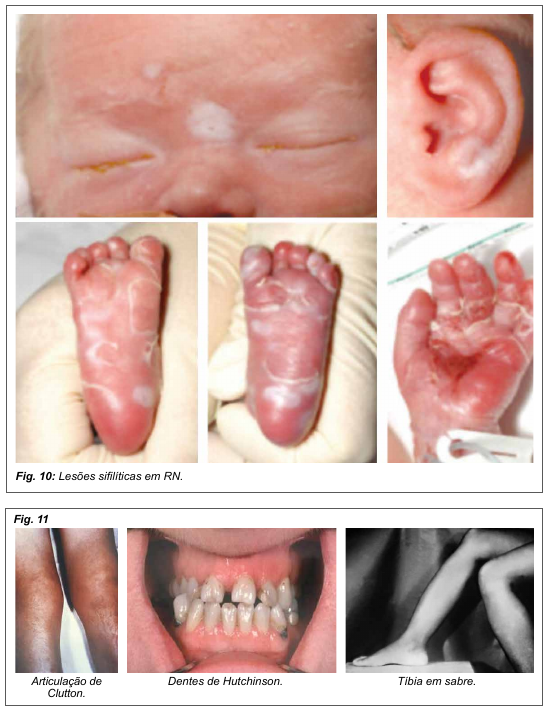 Fig. 10: Lesões sifilíticas em RN.
Fig. 11
Articulação de
Clutton.
Dentes de Hutchinson.
Tíbia em sabre.